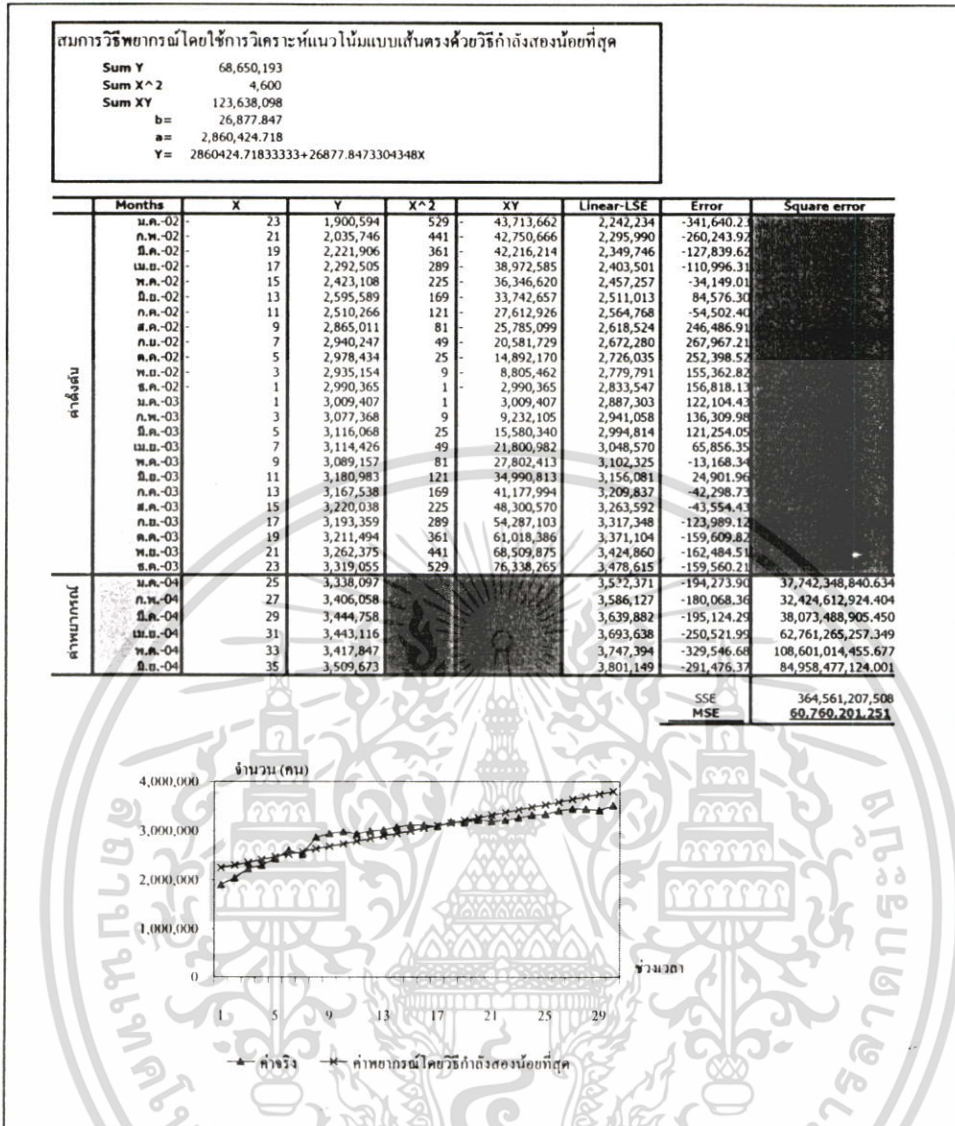 สมการวิธีพยากรณ์โดยใช้การวิเคราะห์แนวโน้มแบบเส้นตรงด้วยวิธีกำลังสองน้อยที่สุด
Sum Y 68,650,193
Sum X^2 4,600
Sum XY 123,638,098
b= 26,877.847
a= 2,860,424.718
Y= 2860424.71833333+26877.8473304348X
Months X Y X^2 XY Linear-LSE Error Square error
ค่าตั้งต้น
ม.ค.-02 - 23 1,900,594 529 - 43,713,662 2,242,234 -341,640.23
ก.พ.-02 - 21 2,035,746 441 - 42,750,666 2,295,990 -260,243.92
มี.ค.-02 - 19 2,221,906 361 - 42,216,214 2,349,746 -127,839.62
เม.ย.-02 - 17 2,292,505 289 - 38,972,585 2,403,501 -110,996.31
พ.ค.-02 - 15 2,423,108 225 - 36,346,620 2,457,257 -34,149.01
มิ.ย.-02 - 13 2,595,589 169 - 33,742,657 2,511,013 84,576.30
ก.ค.-02 - 11 2,510,266 121 - 27,612,926 2,564,768 -54,502.40
ส.ค.-02 - 9 2,865,011 81 - 25,785,099 2,618,524 246,486.91
ก.ย.-02 - 7 2,940,247 49 - 20,581,729 2,672,280 267,967.21
ต.ค.-02 - 5 2,978,434 25 - 14,892,170 2,726,035 252,398.52
พ.ย.-02 - 3 2,935,154 9 - 8,805,462 2,779,791 155,362.82
ธ.ค.-02 - 1 2,990,365 1 - 2,990,365 2,833,547 156,818.13
ม.ค.-03 1 3,009,407 1 3,009,407 2,887,303 122,104.43
ก.พ.-03 3 3,077,368 9 9,232,105 2,941,058 136,309.98
มี.ค.-03 5 3,116,068 25 15,580,340 2,994,814 121,254.05
เม.ย.-03 7 3,114,426 49 21,800,982 3,048,570 65,856.35
พ.ค.-03 9 3,089,157 81 27,802,413 3,102,325 -13,168.34
มิ.ย.-03 11 3,180,983 121 34,990,813 3,156,081 24,901.96
ก.ค.-03 13 3,167,538 169 41,177,994 3,209,837 -42,298.73
ส.ค.-03 15 3,220,038 225 48,300,570 3,263,592 -43,554.43
ก.ย.-03 17 3,193,359 289 54,287,103 3,317,348 -123,989.12
ต.ค.-03 19 3,211,494 361 61,018,386 3,371,104 -159,609.82
พ.ย.-03 21 3,262,375 441 68,509,875 3,424,860 -162,484.51
ธ.ค.-03 23 3,319,055 529 76,338,265 3,478,615 -159,560.21
ค่าพยากรณ์
ม.ค.-04 25 3,338,097 3,532,371 -194,273.90 37,742,348,840.634
ก.พ.-04 27 3,406,058 3,586,127 -180,068.36 32,424,612,924.404
มี.ค.-04 29 3,444,758 3,639,882 -195,124.29 38,073,488,905.450
เม.ย.-04 31 3,443,116 3,693,638 -250,521.99 62,761,265,257.349
พ.ค.-04 33 3,417,847 3,747,394 -329,546.68 108,601,014,455.677
มิ.ย.-04 35 3,509,673 3,801,149 -291,476.37 84,958,477,124.001
SSE 364,561,207,508
MSE 60,760,201,251
จำนวน (คน)
4,000,000
3,000,000
2,000,000
1,000,000
0
1 5 9 13 17 21 25 29
ช่วงเวลา
ค่าจริง ค่าพยากรณ์โดยวิธีกำลังสองน้อยที่สุด